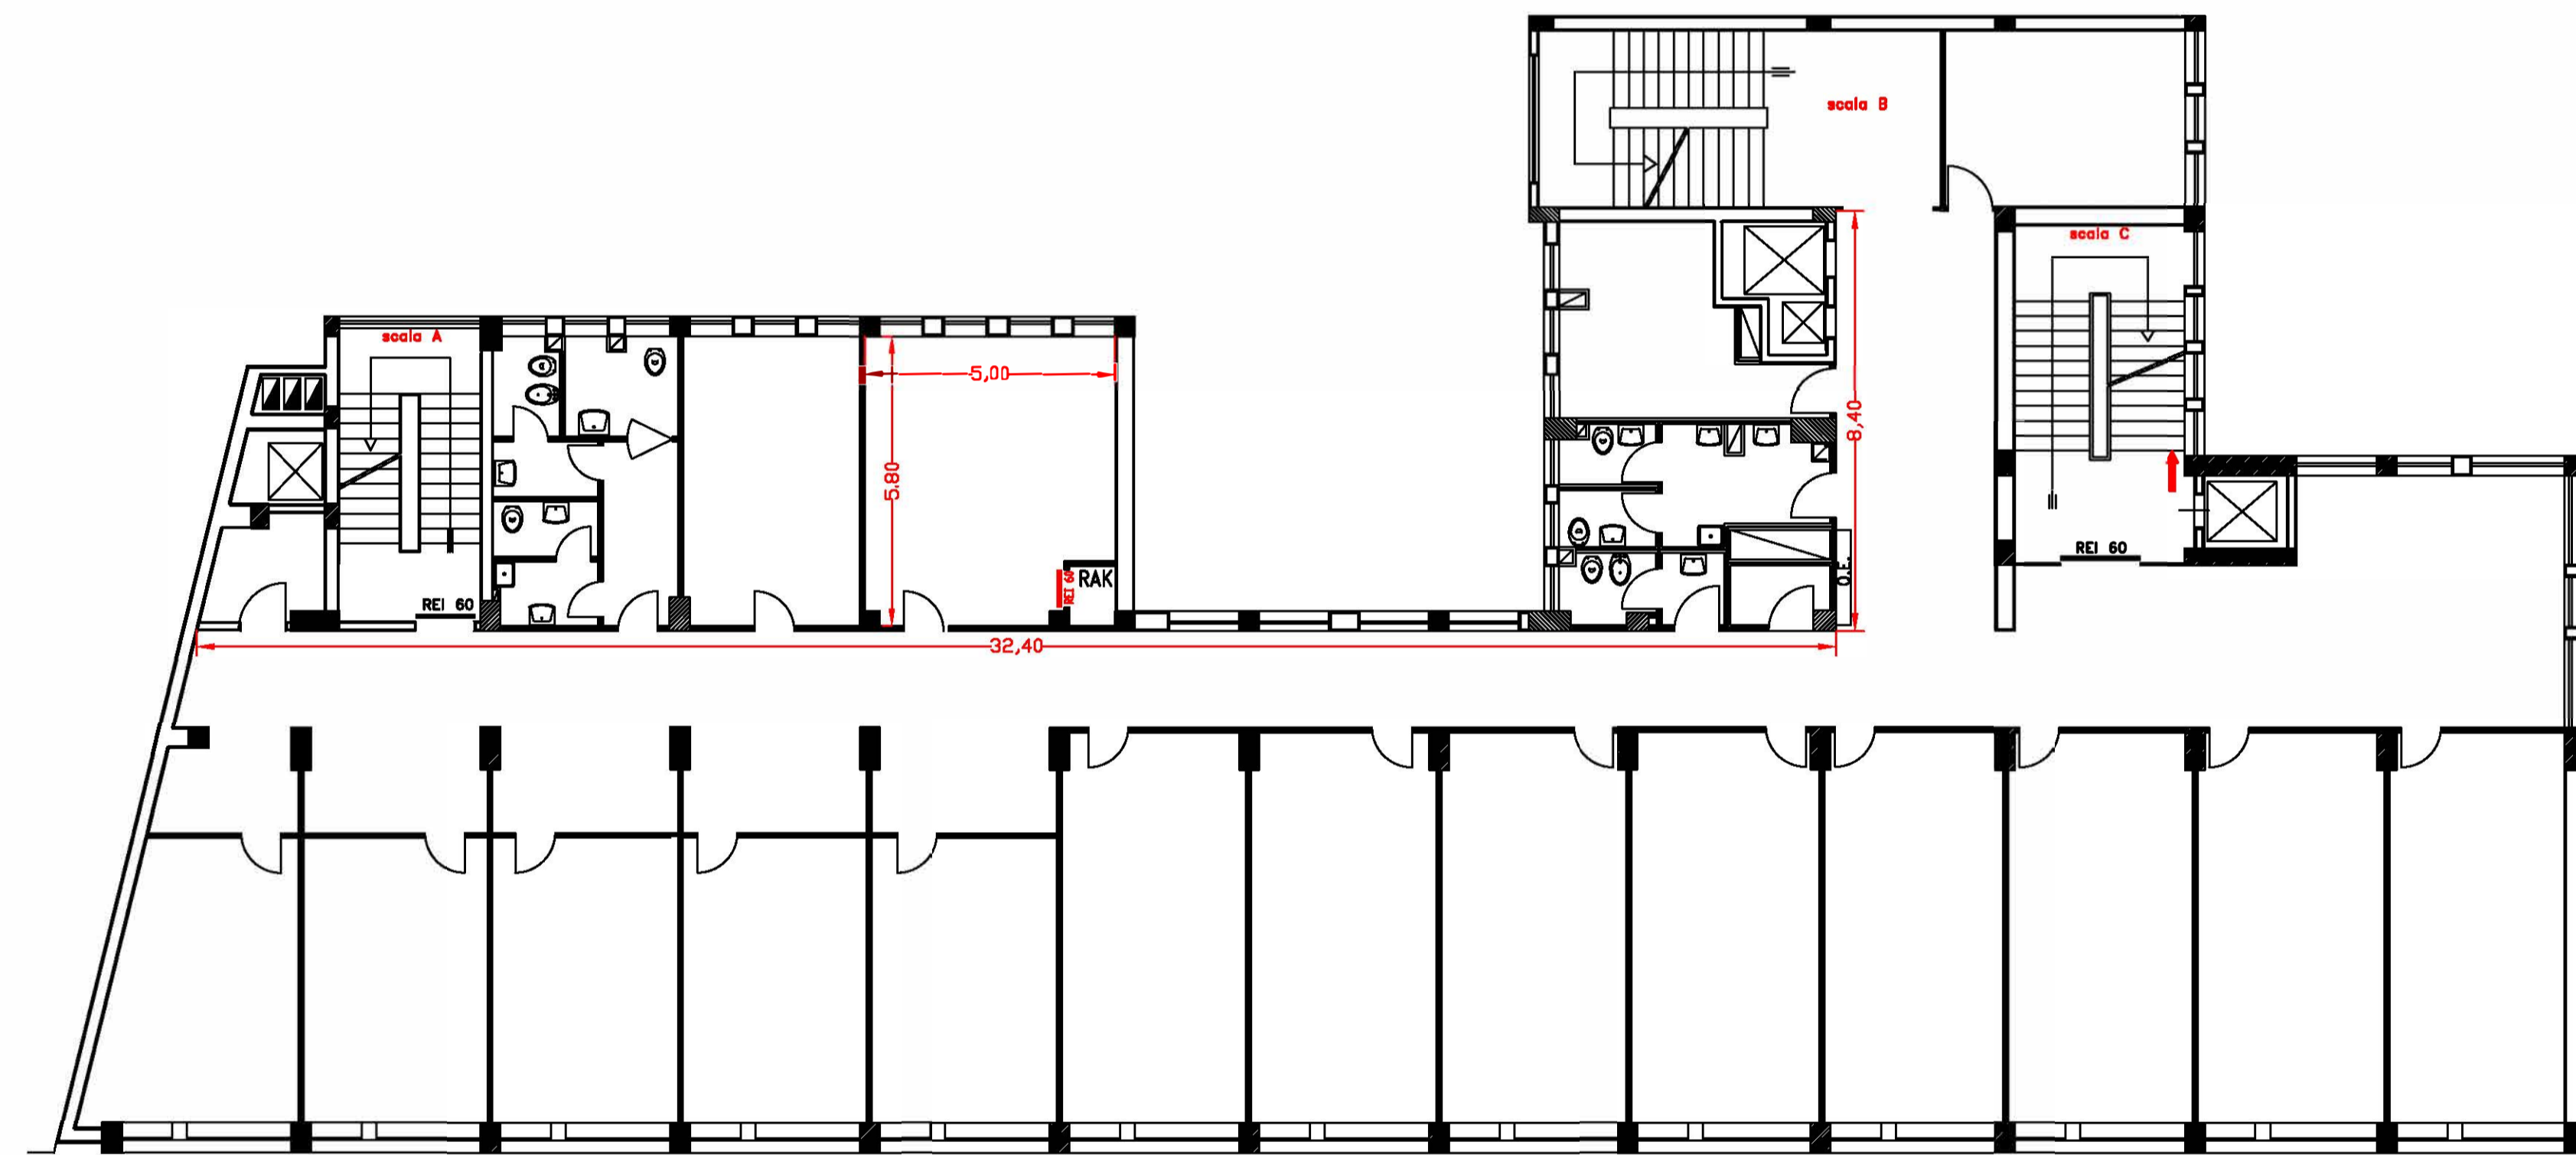 scala B
scala C
scala A
5,00
8,40
5,80
REI 60
REI 60
RAK
REI 60
O.E.
32,40